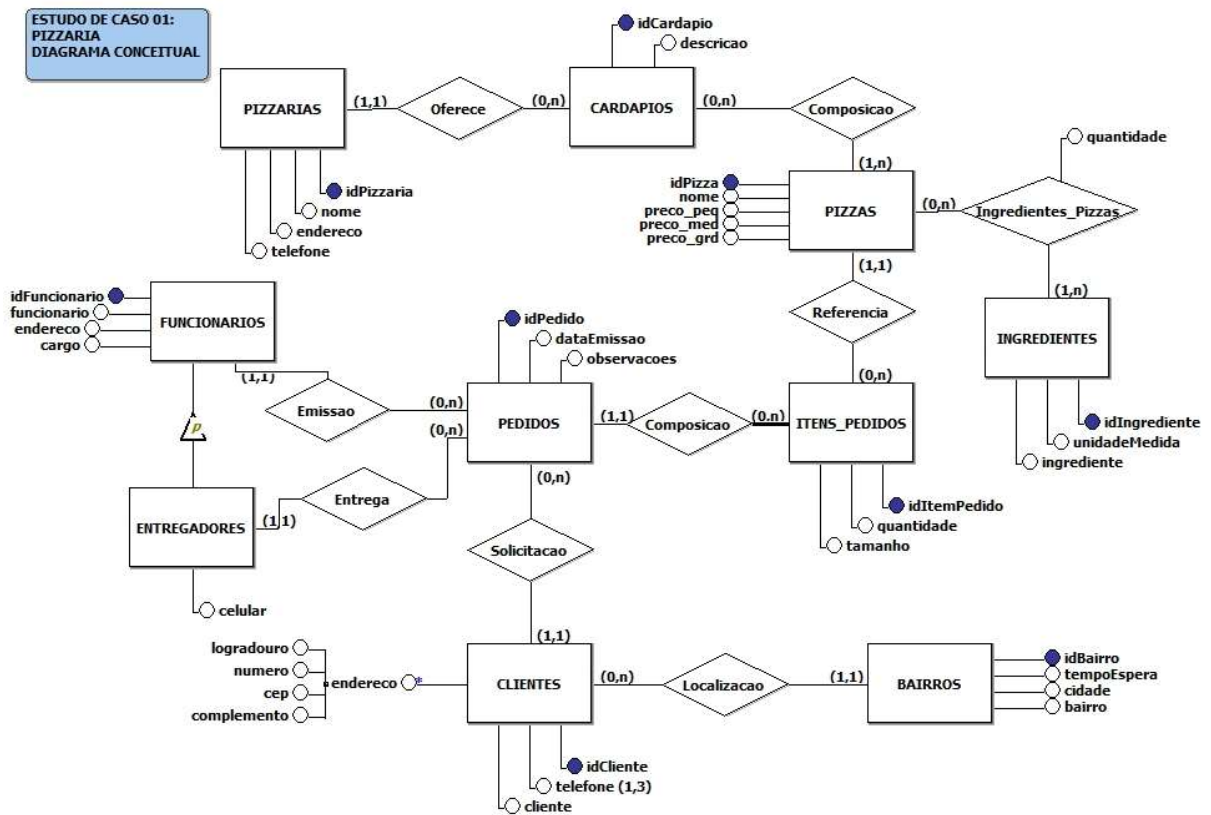 ESTUDO DE CASO 01:
PIZZARIA
DIAGRAMA CONCEITUAL
idCardapio
descricao
PIZZARIAS
(1,1)
Oferece
(0,n)
CARDAPIOS
(0,n)
Composicao
quantidade
idPizzaria
nome
endereco
telefone
(1,n)
idPizza
nome
preco_peq
preco_med
preco_grd
PIZZAS
(0,n)
Ingredientes_Pizzas
(1,1)
(1,n)
idFuncionario
funcionario
endereco
cargo
FUNCIONARIOS
idPedido
dataEmissao
observacoes
Referencia
INGREDIENTES
(1,1)
Emissao
(0,n)
(0,n)
PEDIDOS
(1,1)
Composicao
(0,n)
(0.n)
ITENS_PEDIDOS
idIngrediente
unidadeMedida
ingrediente
p
ENTREGADORES
(1,1)
Entrega
(0,n)
Solicitacao
idItemPedido
quantidade
tamanho
celular
(1,1)
logradouro
numero
cep
complemento
endereco *
CLIENTES
(0,n)
Localizacao
(1,1)
BAIRROS
idBairro
tempoEspera
cidade
bairro
idCliente
telefone (1,3)
cliente